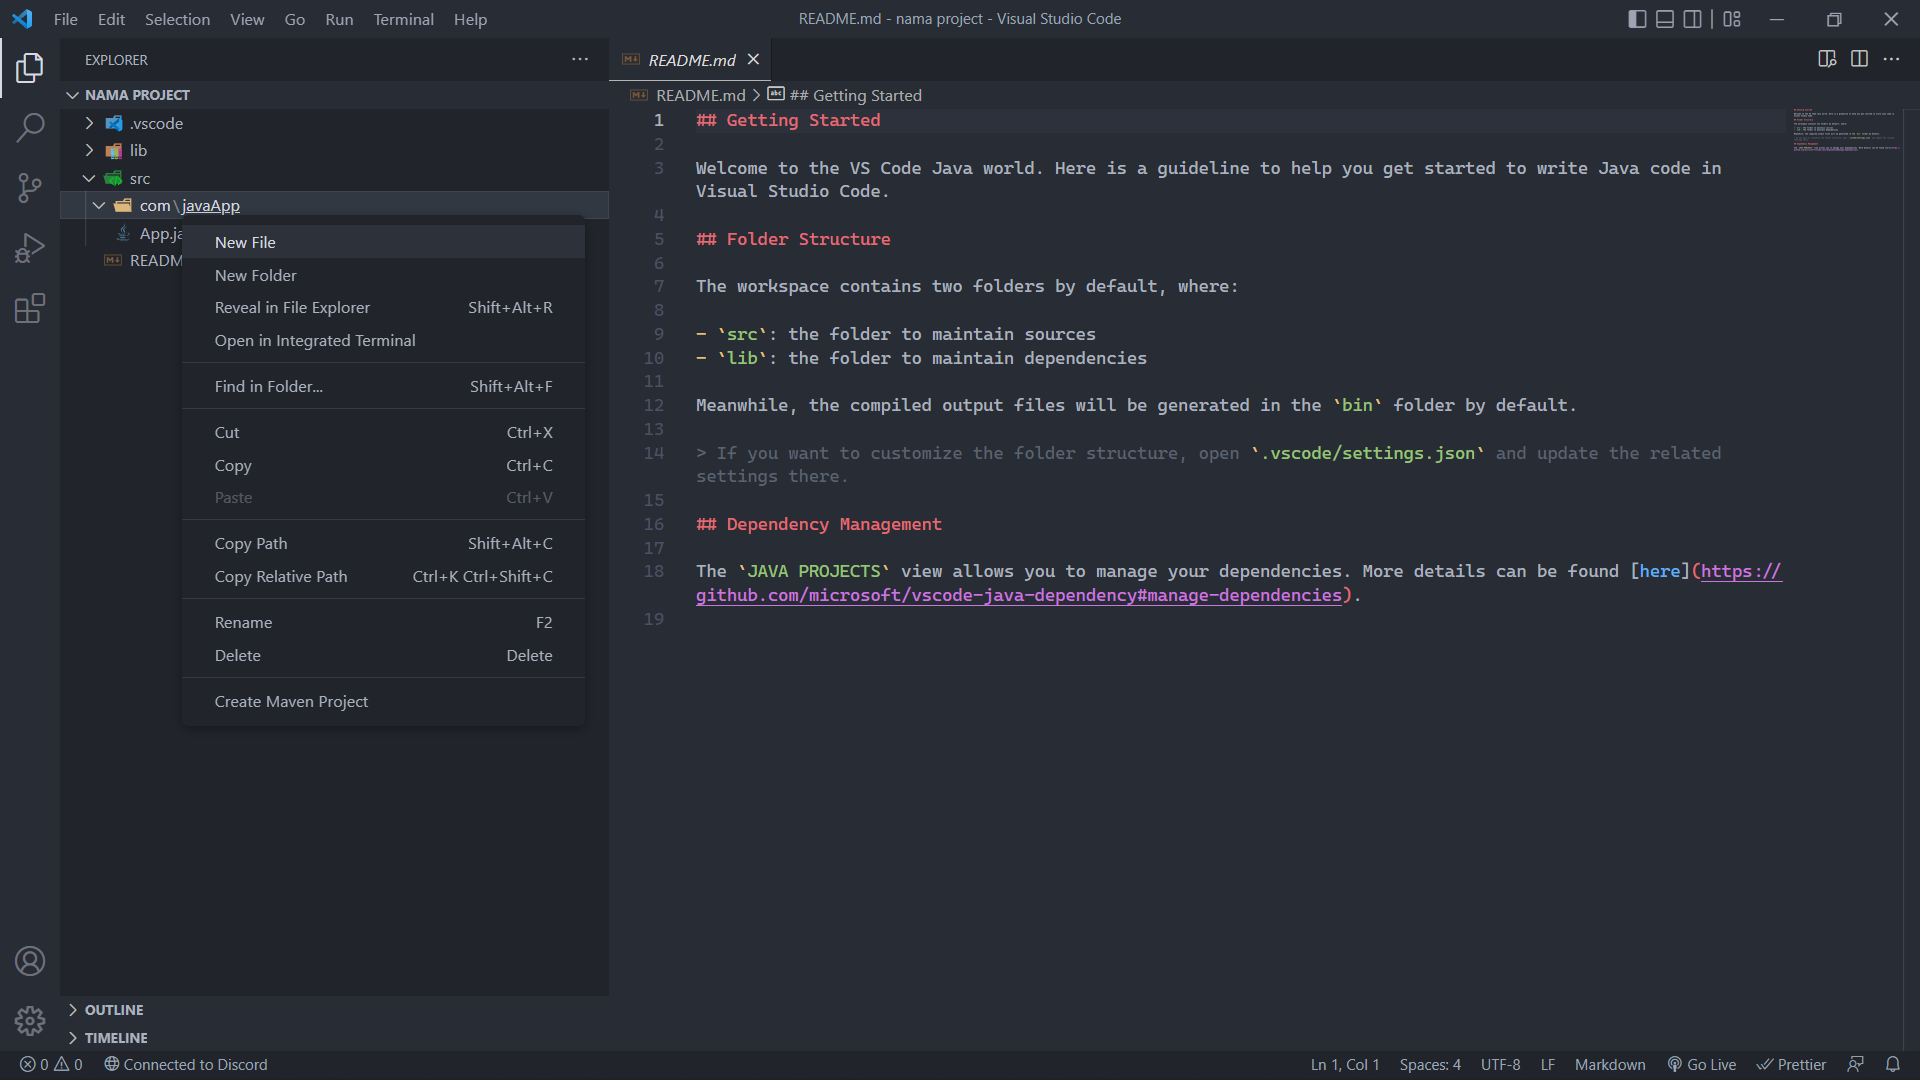 File Edit Selection View Go Run Terminal Help
README.md - nama project - Visual Studio Code
EXPLORER
NAMA PROJECT
.vscode
lib
src
com\javaApp
App.ja
READM
New File
New Folder
Reveal in File Explorer Shift+Alt+R
Open in Integrated Terminal
Find in Folder... Shift+Alt+F
Cut Ctrl+X
Copy Ctrl+C
Paste Ctrl+V
Copy Path Shift+Alt+C
Copy Relative Path Ctrl+K Ctrl+Shift+C
Rename F2
Delete Delete
Create Maven Project
OUTLINE
TIMELINE
README.md
README.md > ## Getting Started
1 ## Getting Started
2
3 Welcome to the VS Code Java world. Here is a guideline to help you get started to write Java code in
Visual Studio Code.
4
5 ## Folder Structure
6
7 The workspace contains two folders by default, where:
8
9 - `src`: the folder to maintain sources
10 - `lib`: the folder to maintain dependencies
11
12 Meanwhile, the compiled output files will be generated in the `bin` folder by default.
13
14 > If you want to customize the folder structure, open `.vscode/settings.json` and update the related
settings there.
15
16 ## Dependency Management
17
18 The `JAVA PROJECTS` view allows you to manage your dependencies. More details can be found [here](https://
github.com/microsoft/vscode-java-dependency#manage-dependencies).
19
0 0 Connected to Discord
Ln 1, Col 1 Spaces: 4 UTF-8 LF Markdown Go Live Prettier